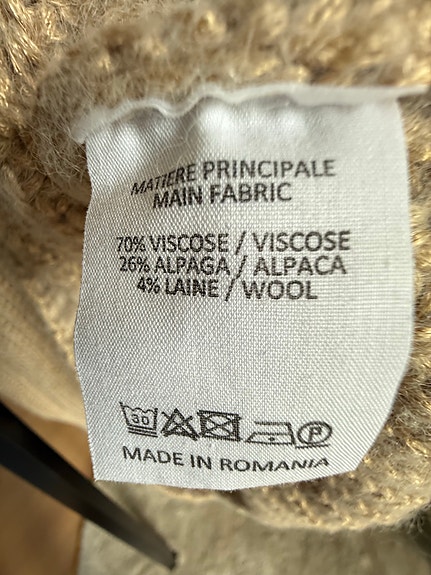 MATIERE PRINCIPALE
MAIN FABRIC
70% VISCOSE / VISCOSE
26% ALPAGA / ALPACA
4% LAINE / WOOL
30 P
MADE IN ROMANIA